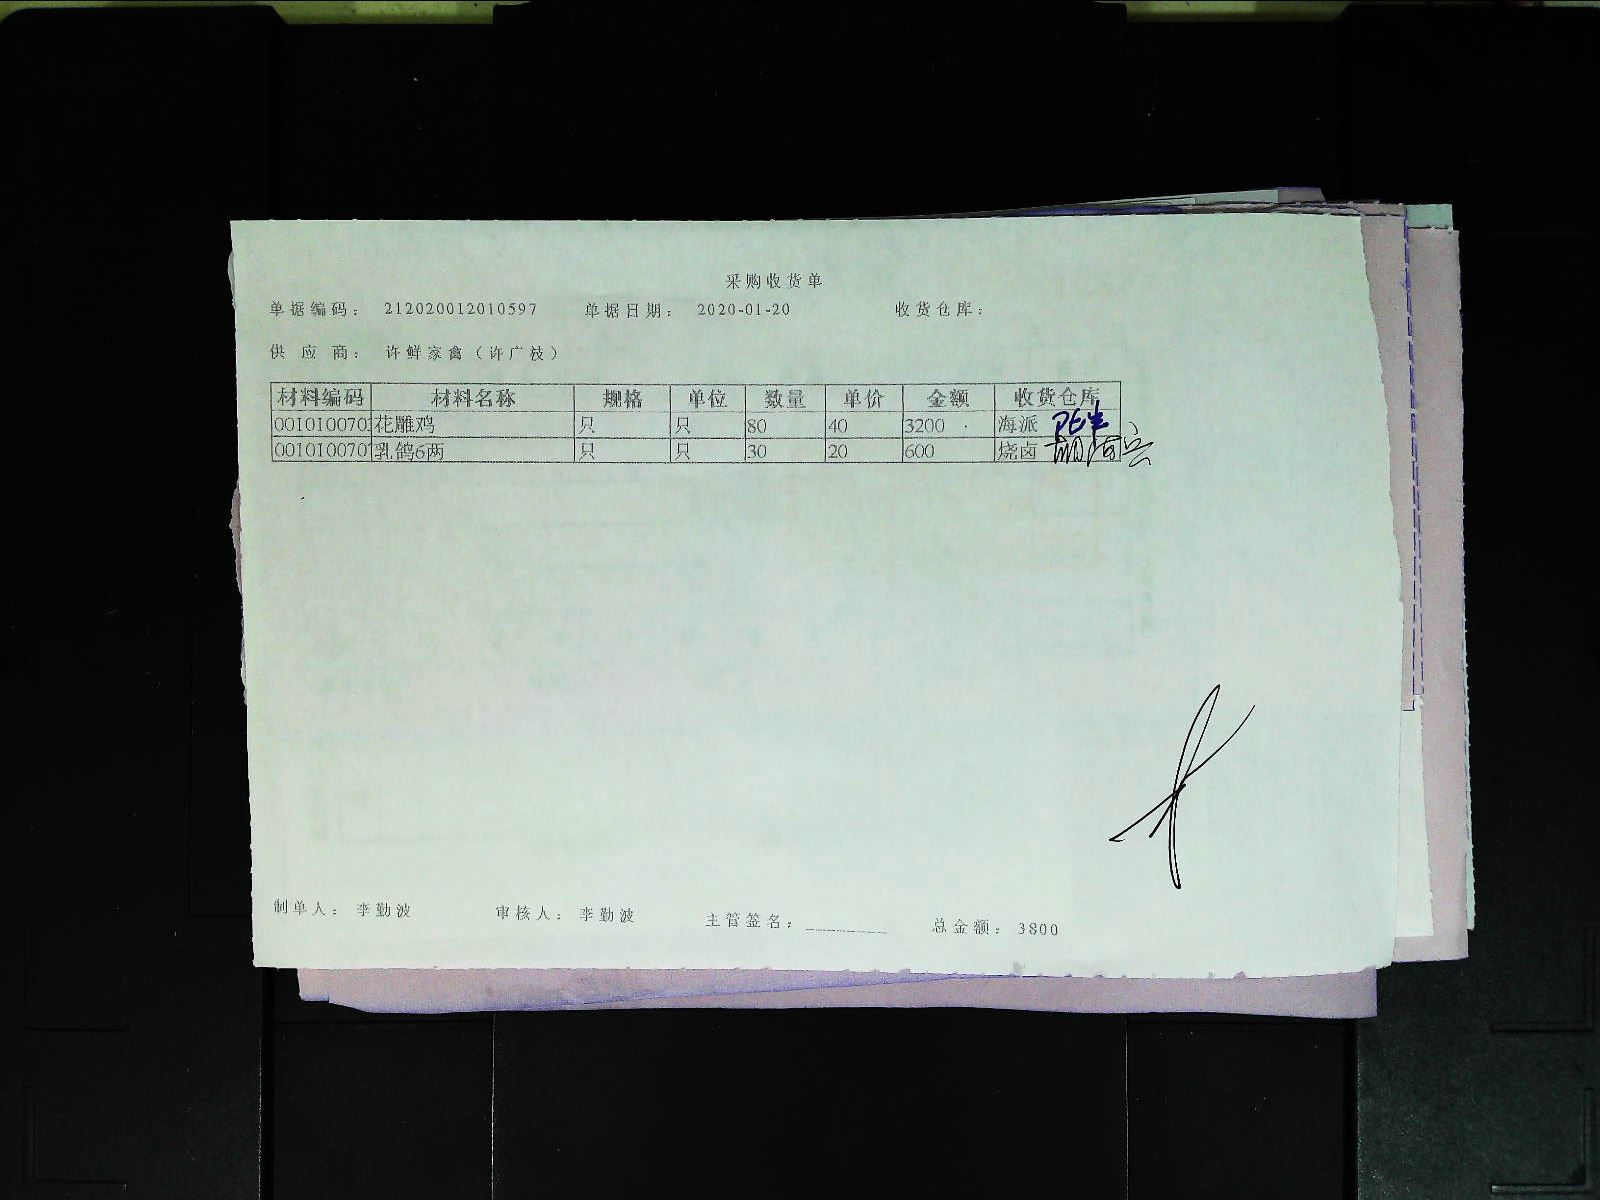 采购收货单
单据编码： 212020012010597 单据日期： 2020-01-20 收货仓库：
供 应 商： 许鲜家禽（许广枝）
材料编码 材料名称 规格 单位 数量 单价 金额 收货仓库
001010070 花雕鸡 只 只 80 40 3200 海派
001010070 乳鸽6两 只 只 30 20 600 烧卤
制单人： 李勤波 审核人： 李勤波 主管签名： 总金额： 3800